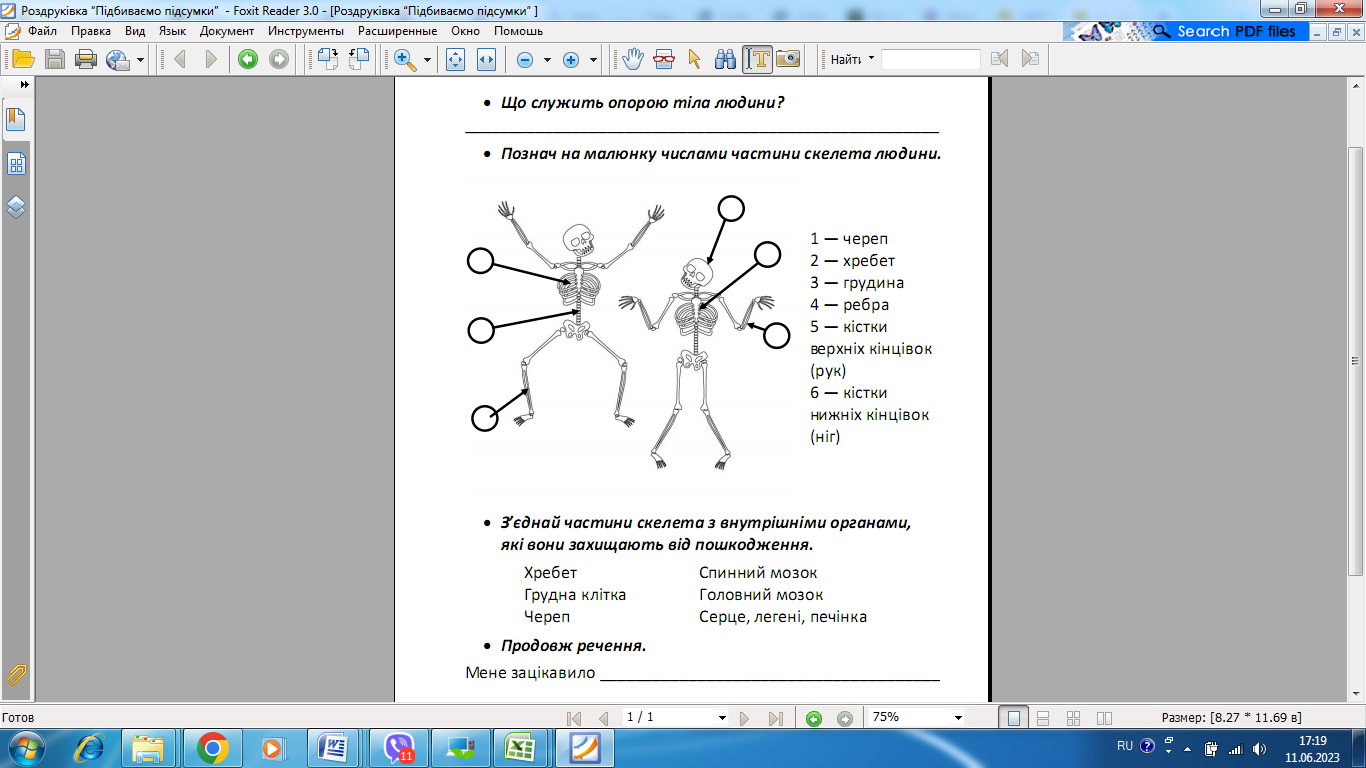 Роздруківка "Підбиваємо підсумки" - Foxit Reader 3.0 - [Роздруківка "Підбиваємо підсумки" ]
Файл Правка Вид Язык Документ Инструменты Расширенные Окно Помошь
Search PDF files
Найти
• Що служить опорою тіла людини?
• Познач на малюнку числами частини скелета людини.
1 — череп
2 — хребет
3 — грудина
4 — ребра
5 — кістки
верхніх кінцівок
(рук)
6 — кістки
нижніх кінцівок
(ніг)
• З’єднай частини скелета з внутрішніми органами,
які вони захищають від пошкодження.
Хребет Спинний мозок
Грудна клітка Головний мозок
Череп Серце, легені, печінка
• Продовж речення.
Мене зацікавило
Готов 1 / 1 75% Размер: [8.27 * 11.69 в]
11
RU 17:19
11.06.2023